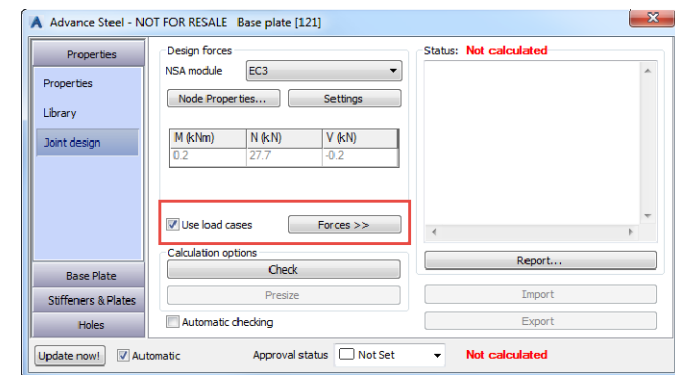 Advance Steel - NOT FOR RESALE Base plate [121]
Properties
Properties
Library
Joint design
Base Plate
Stiffeners & Plates
Holes
Design forces
NSA module EC3
Node Properties... Settings
M (kNm) N (kN) V (kN)
0.2 27.7 -0.2
Use load cases Forces >>
Calculation options
Check
Presize
Automatic checking
Status: Not calculated
Report...
Import
Export
Update now! Automatic Approval status Not Set Not calculated